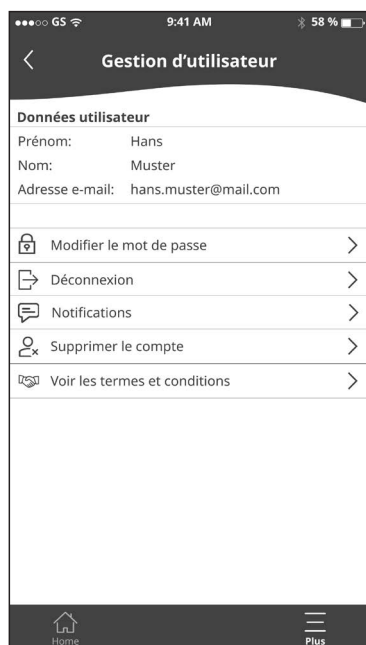 GS 9:41 AM 58 %
Gestion d’utilisateur
Données utilisateur
Prénom: Hans
Nom: Muster
Adresse e-mail: hans.muster@mail.com
Modifier le mot de passe
Déconnexion
Notifications
Supprimer le compte
Voir les termes et conditions
Home Plus